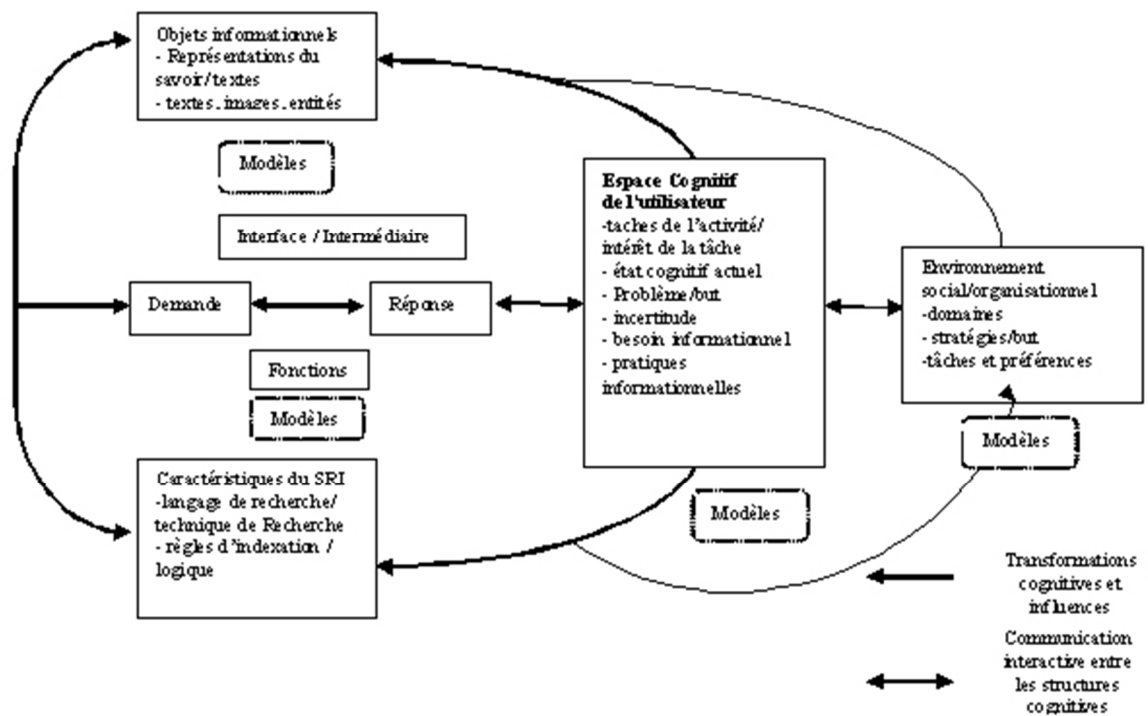 Objets informationnels
- Représentations du
savoir/textes
- textes.images.entités
Modèles
Interface / Intermédiaire
Demande
Réponse
Fonctions
Modèles
Caractéristiques du SRI
-langage de recherche/
technique de Recherche
- règles d'indexation /
logique
Espace Cognitif
de l'utilisateur
-taches de l'activité/
intérêt de la tâche
- état cognitif actuel
- Problème/but
- incertitude
- besoin informationnel
- pratiques
informationnelles
Modèles
Environnement
social/organisationnel
-domaines
- stratégies/but
-tâches et préférences
Modèles
Transformations
cognitives et
influences
Communication
interactive entre
les structures
cognitives